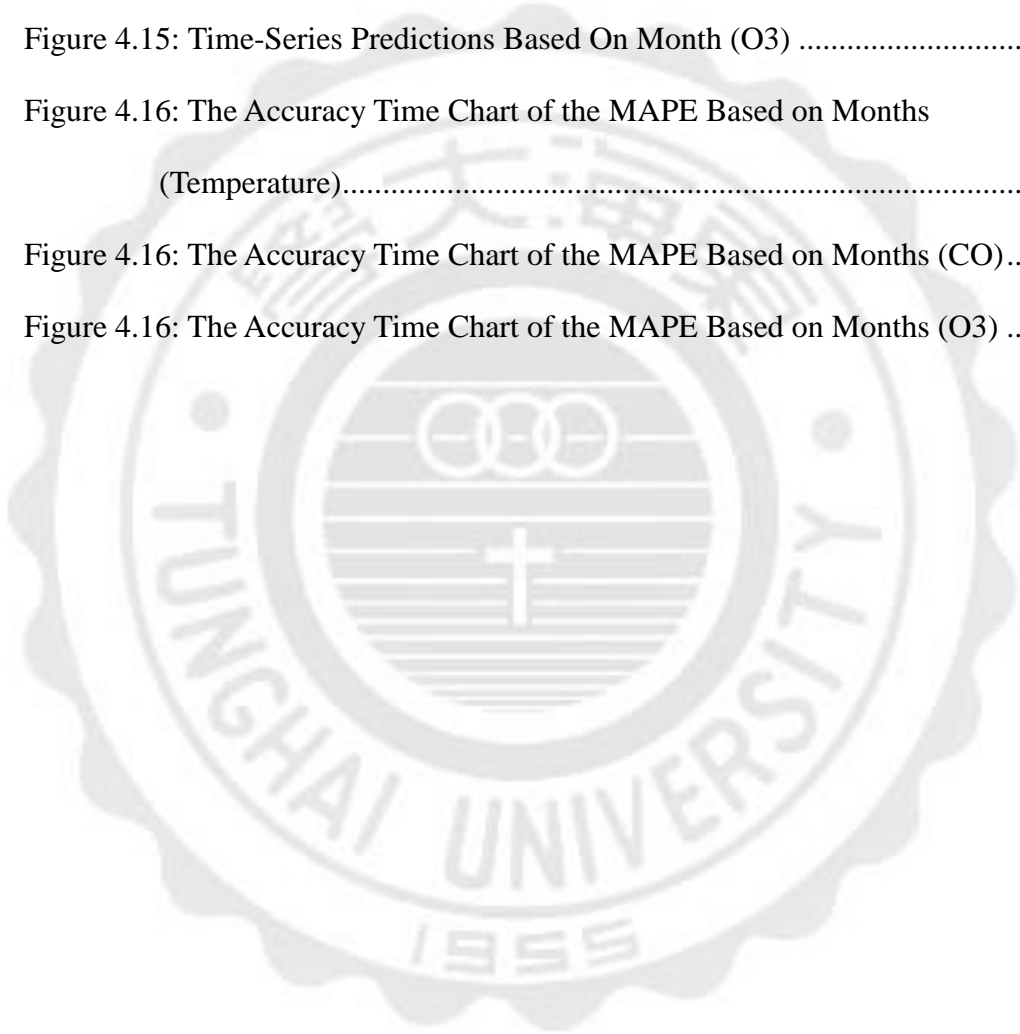 Figure 4.15: Time-Series Predictions Based On Month (O3) ............................
Figure 4.16: The Accuracy Time Chart of the MAPE Based on Months
(Temperature).....................................................................................
Figure 4.16: The Accuracy Time Chart of the MAPE Based on Months (CO)..
Figure 4.16: The Accuracy Time Chart of the MAPE Based on Months (O3) ..
TUNGHAI UNIVERSITY
1955